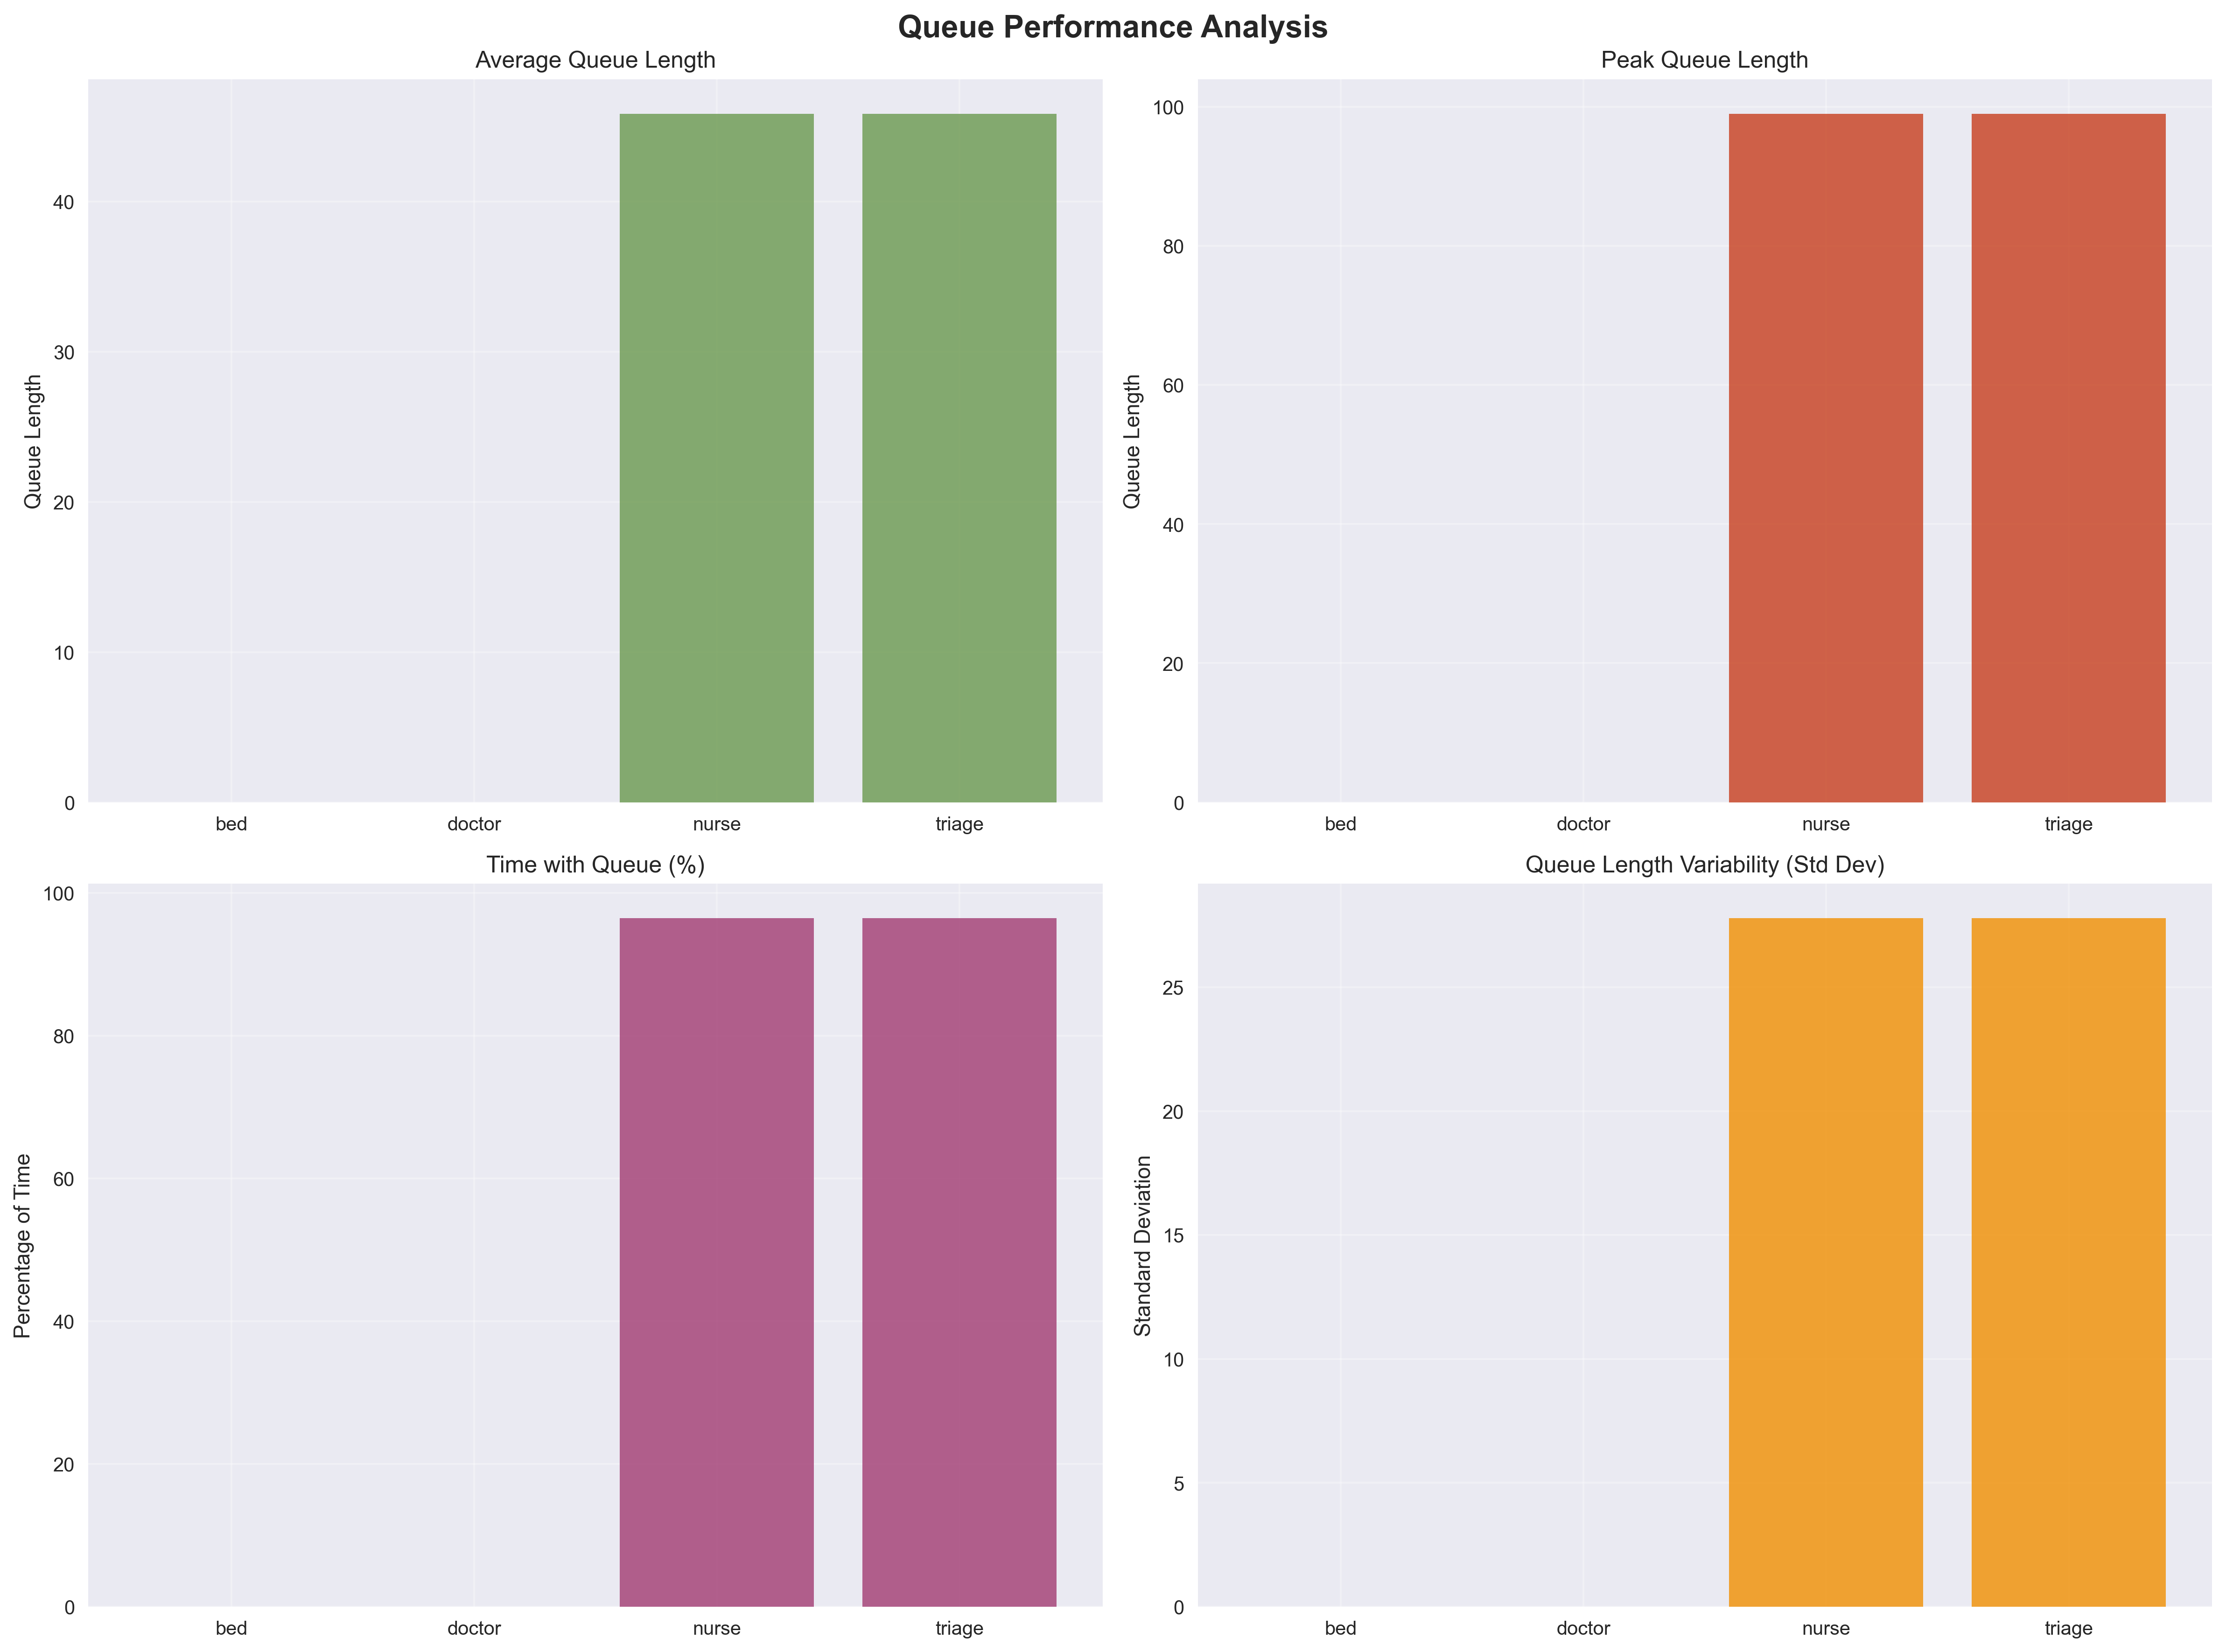 Queue Performance Analysis
Average Queue Length
Queue Length
40
30
20
10
0
bed doctor nurse triage
Peak Queue Length
Queue Length
100
80
60
40
20
0
bed doctor nurse triage
Time with Queue (%)
Percentage of Time
100
80
60
40
20
0
bed doctor nurse triage
Queue Length Variability (Std Dev)
Standard Deviation
25
20
15
10
5
0
bed doctor nurse triage